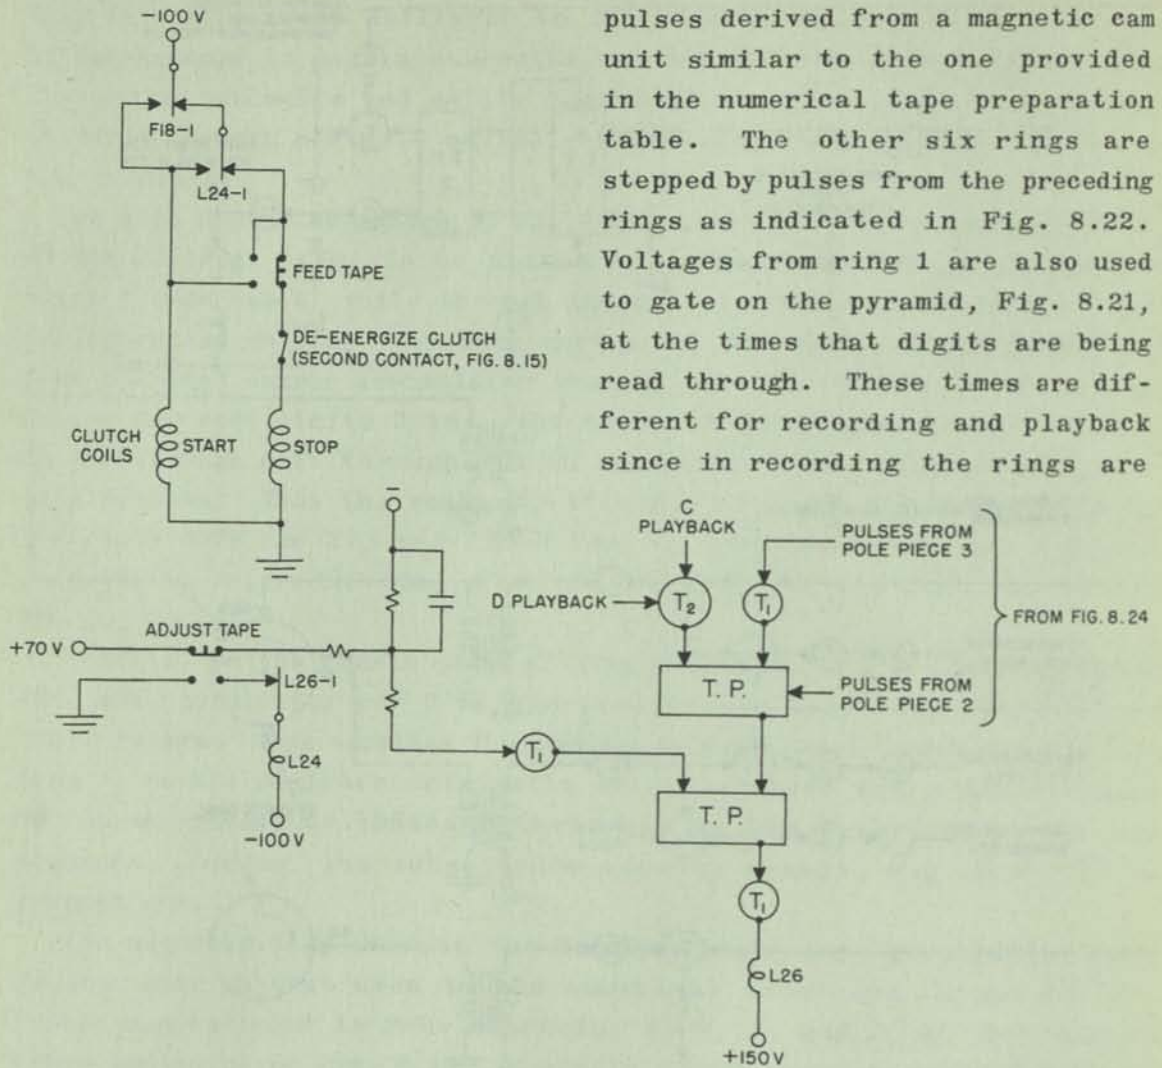 −100 V
F18-1
L24-1
FEED TAPE
DE-ENERGIZE CLUTCH
(SECOND CONTACT, FIG. 8.15)
CLUTCH
COILS
START
STOP
pulses derived from a magnetic cam
unit similar to the one provided
in the numerical tape preparation
table. The other six rings are
stepped by pulses from the preceding
rings as indicated in Fig. 8.22.
Voltages from ring 1 are also used
to gate on the pyramid, Fig. 8.21,
at the times that digits are being
read through. These times are dif-
ferent for recording and playback
since in recording the rings are
−
C
PLAYBACK
PULSES FROM
POLE PIECE 3
D PLAYBACK
T2
T1
FROM FIG. 8.24
ADJUST TAPE
+70 V
L26-1
T. P.
PULSES FROM
POLE PIECE 2
L24
T1
−100 V
T. P.
T1
L26
+150 V